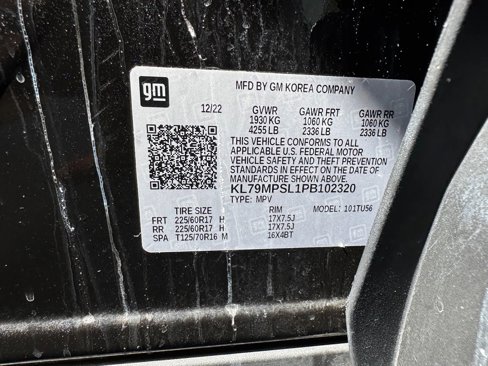 gm
MFD BY GM KOREA COMPANY
12/22 GVWR GAWR FRT GAWR RR
1930 KG 1060 KG 1060 KG
4255 LB 2336 LB 2336 LB
THIS VEHICLE CONFORMS TO ALL
APPLICABLE U.S. FEDERAL MOTOR
VEHICLE SAFETY AND THEFT PREVENTION
STANDARDS IN EFFECT ON THE DATE OF
MANUFACTURE SHOWN ABOVE.
KL79MPSL1PB102320
TYPE: MPV
TIRE SIZE RIM MODEL: 101TU56
FRT 225/60R17 H 17X7.5J
RR 225/60R17 H 17X7.5J
SPA T125/70R16 M 16X4BT